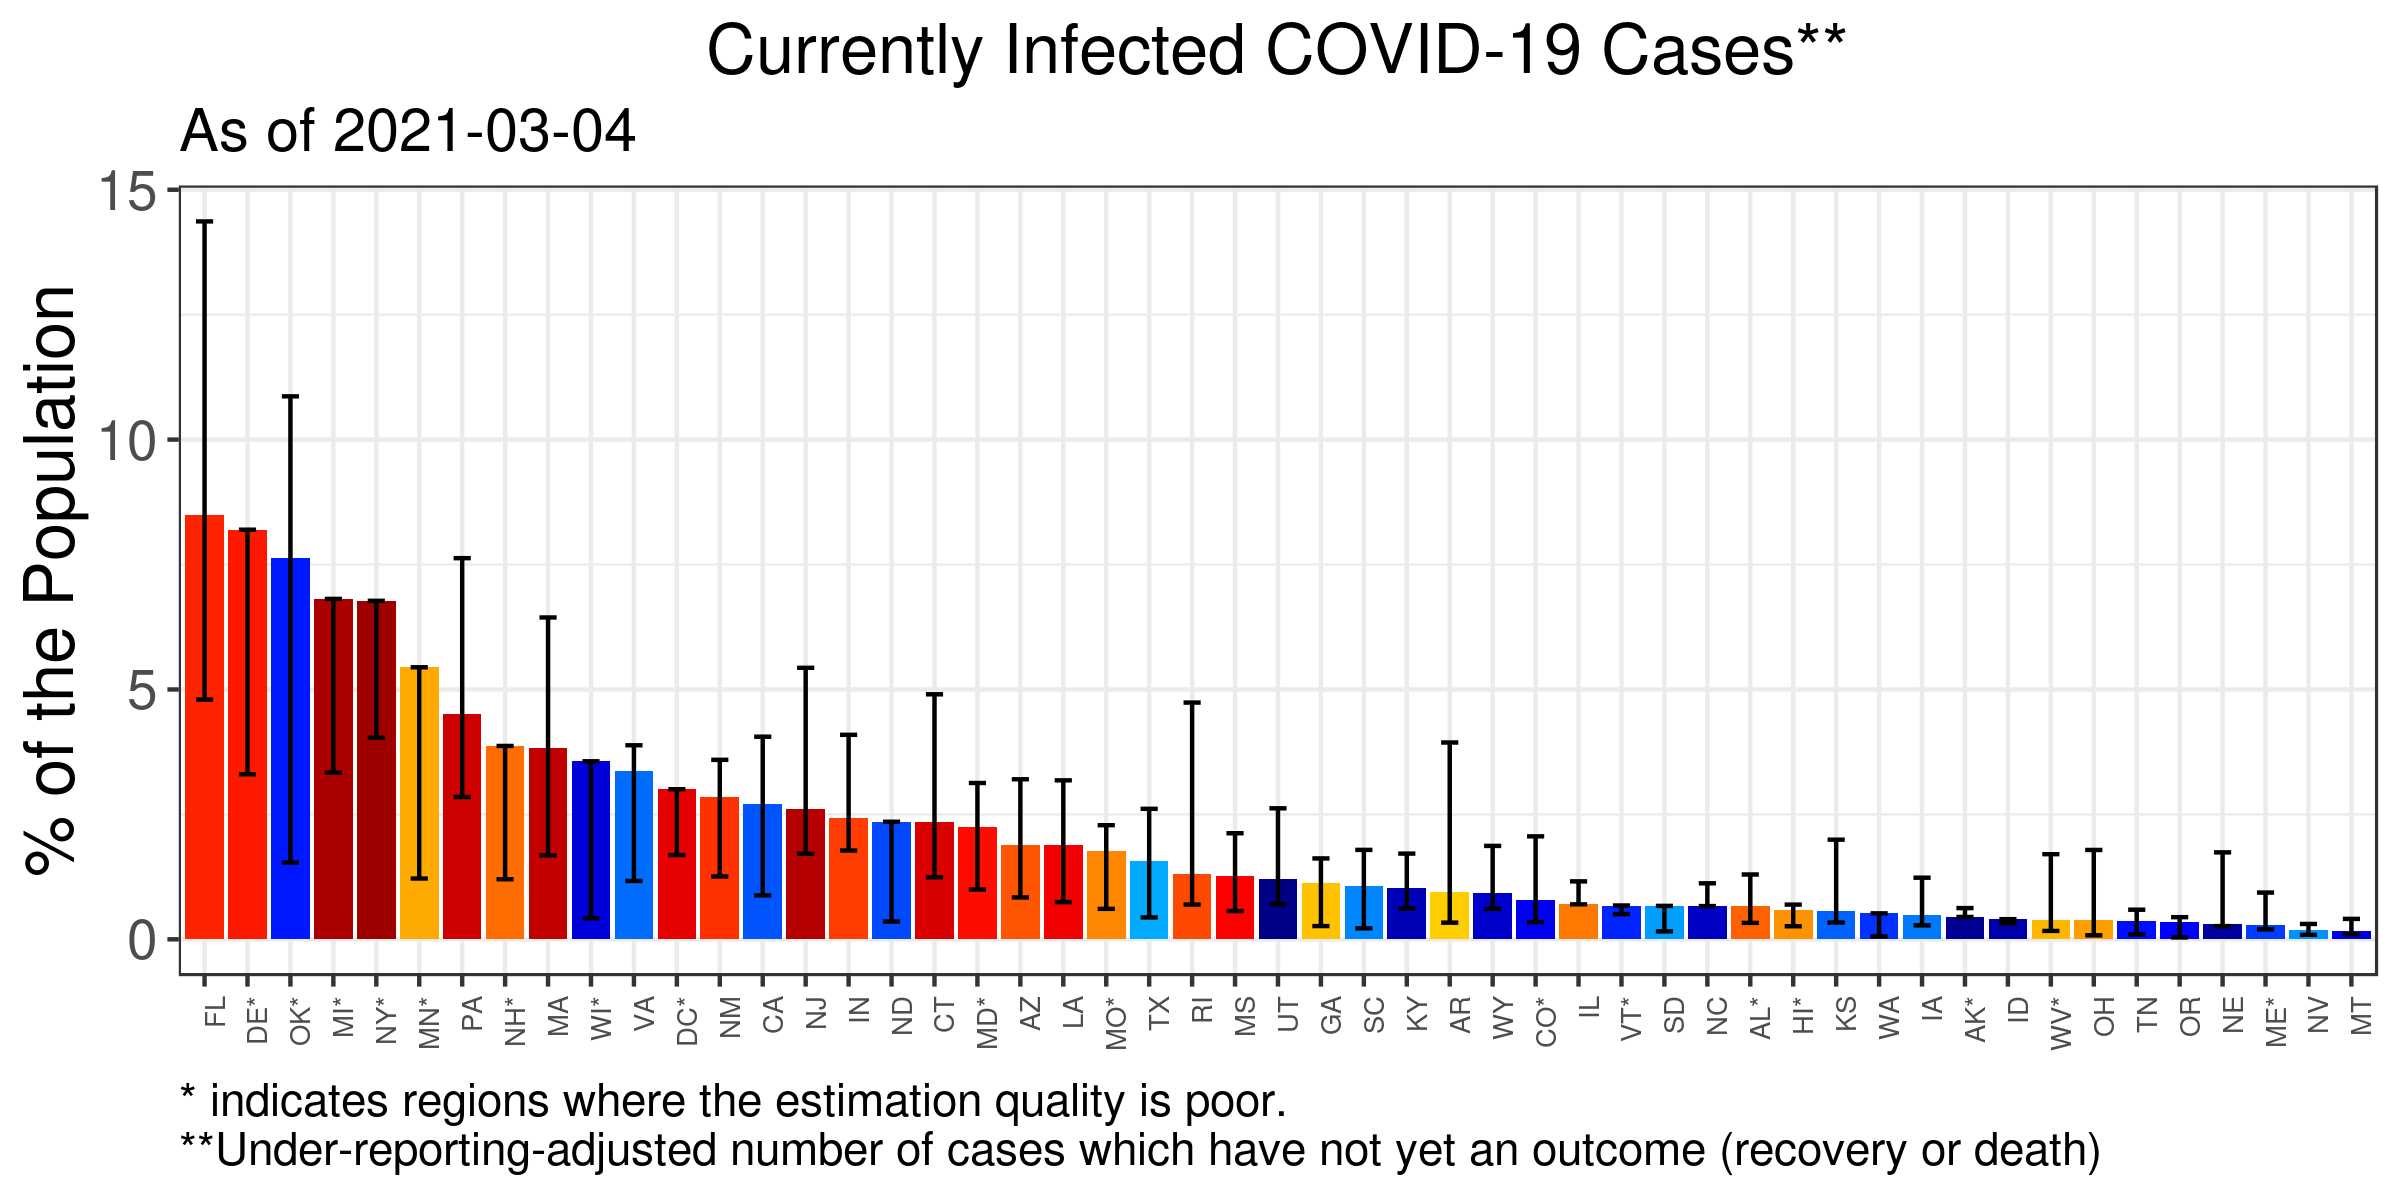 Currently Infected COVID-19 Cases**
As of 2021-03-04
% of the Population
15
10
5
0
FL DE* OK* MI* NY* MN* PA NH* MA WI* VA DC* NM CA NJ IN ND CT MD* AZ LA MO* TX RI MS UT GA SC KY AR WY CO* IL VT* SD NC AL* HI* KS WA IA AK* ID WV* OH TN OR NE ME* NV MT
* indicates regions where the estimation quality is poor.
**Under-reporting-adjusted number of cases which have not yet an outcome (recovery or death)